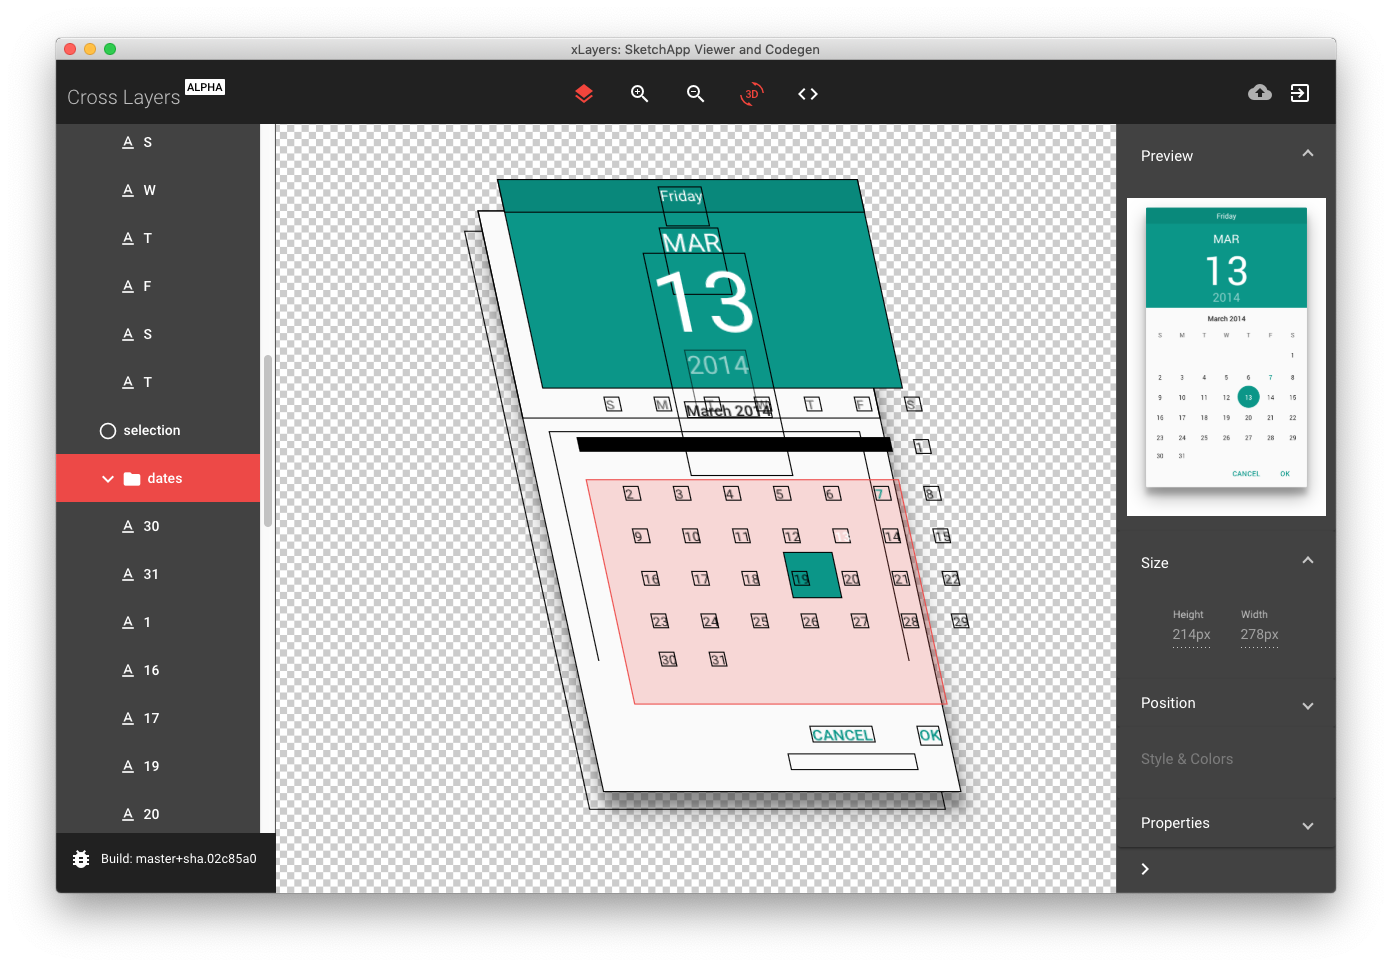 xLayers: SketchApp Viewer and Codegen
Cross Layers ALPHA
3D
S
W
T
F
S
T
selection
dates
30
31
1
16
17
19
20
Build: master+sha.02c85a0
Friday
MAR
13
2014
March 2014
S M T W T F S
1
2 3 4 5 6 7 8
9 10 11 12 13 14 15
16 17 18 19 20 21 22
23 24 25 26 27 28 29
30 31
CANCEL OK
Preview
Friday
MAR
13
2014
March 2014
S M T W T F S
1
2 3 4 5 6 7 8
9 10 11 12 13 14 15
16 17 18 19 20 21 22
23 24 25 26 27 28 29
30 31
CANCEL OK
Size
Height Width
214px 278px
Position
Style & Colors
Properties